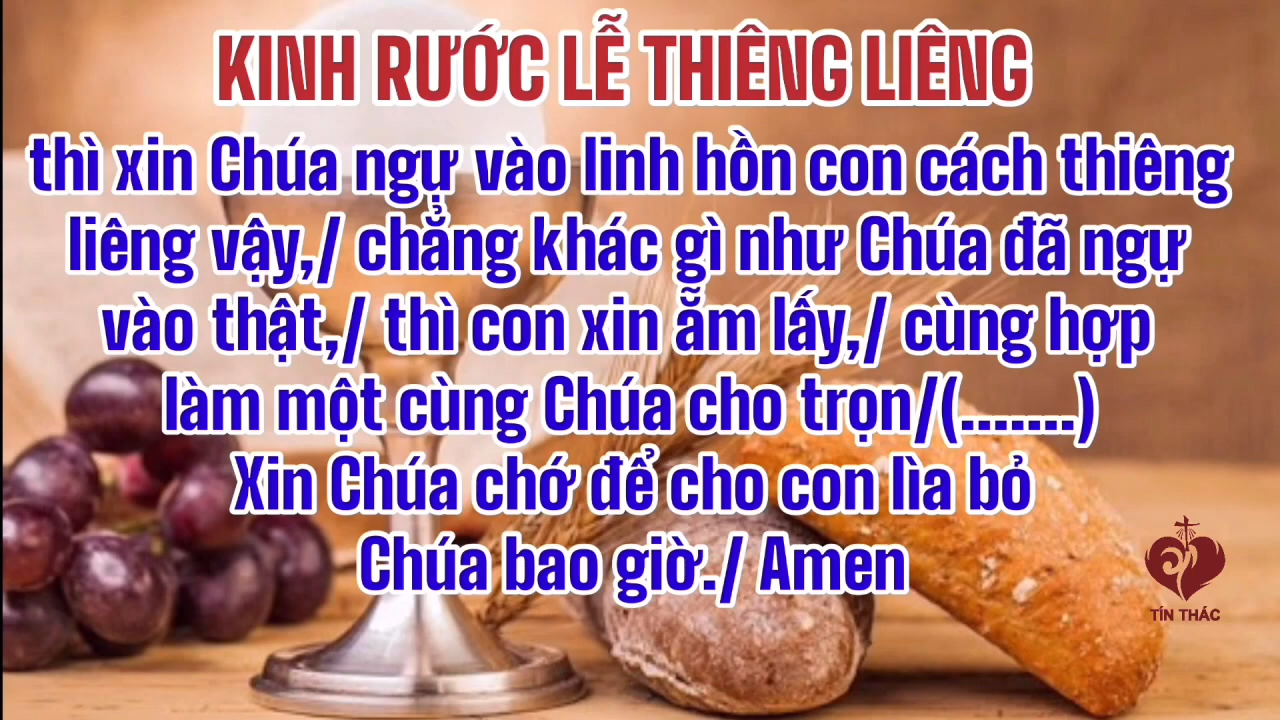 KINH RƯỚC LỄ THIÊNG LIÊNG
thì xin Chúa ngự vào linh hồn con cách thiêng
liêng vậy,/ chẳng khác gì như Chúa đã ngự
vào thật,/ thì con xin ẵm lấy,/ cùng hợp
làm một cùng Chúa cho trọn/(.......)
Xin Chúa chớ để cho con lìa bỏ
Chúa bao giờ./ Amen
TÍN THÁC